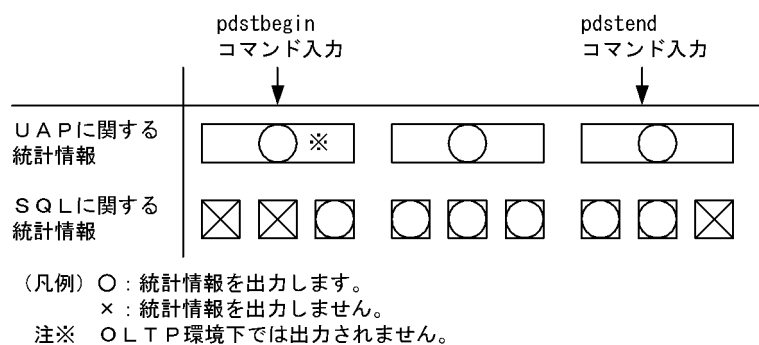 pdstbegin pdstend
コマンド入力 コマンド入力
UAPに関する ※
統計情報
SQLに関する
統計情報
(凡例) ○:統計情報を出力します。
×:統計情報を出力しません。
注※ OLTP環境下では出力されません。